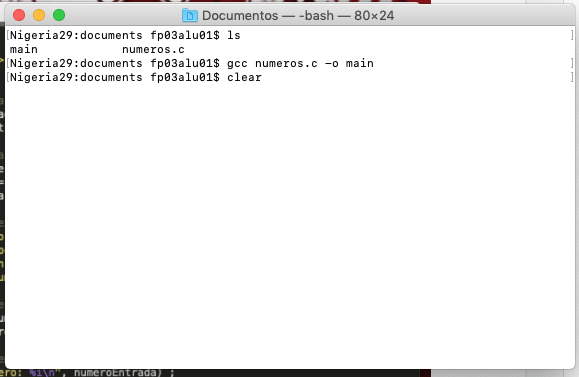 Documentos — -bash — 80×24
[Nigeria29:documents fp03alu01$ ls ]
main numeros.c
[Nigeria29:documents fp03alu01$ gcc numeros.c -o main ]
[Nigeria29:documents fp03alu01$ clear ]
ero: %i\n", numeroEntrada) ;